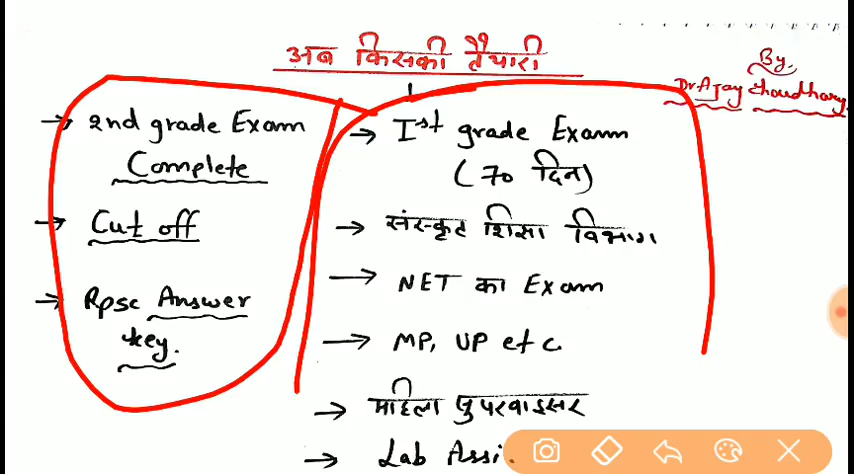 अब किसकी तैयारी
By,
Dr Ajay Choudhary
→ 2nd grade Exam
Complete
→ Cut off
→ Rpsc Answer
key.
→ Ist grade Exam
(70 दिन)
→ संस्कृत शिक्षा विभाग
→ NET का Exam
→ MP, UP etc
→ महिला सुपरवाइसर
→ Lab Assi.